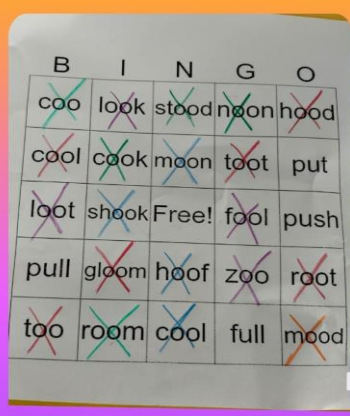 B I N G O
coo look stood noon hood
cool cook moon toot put
loot shook Free! fool push
pull gloom hoof zoo root
too room cool full mood